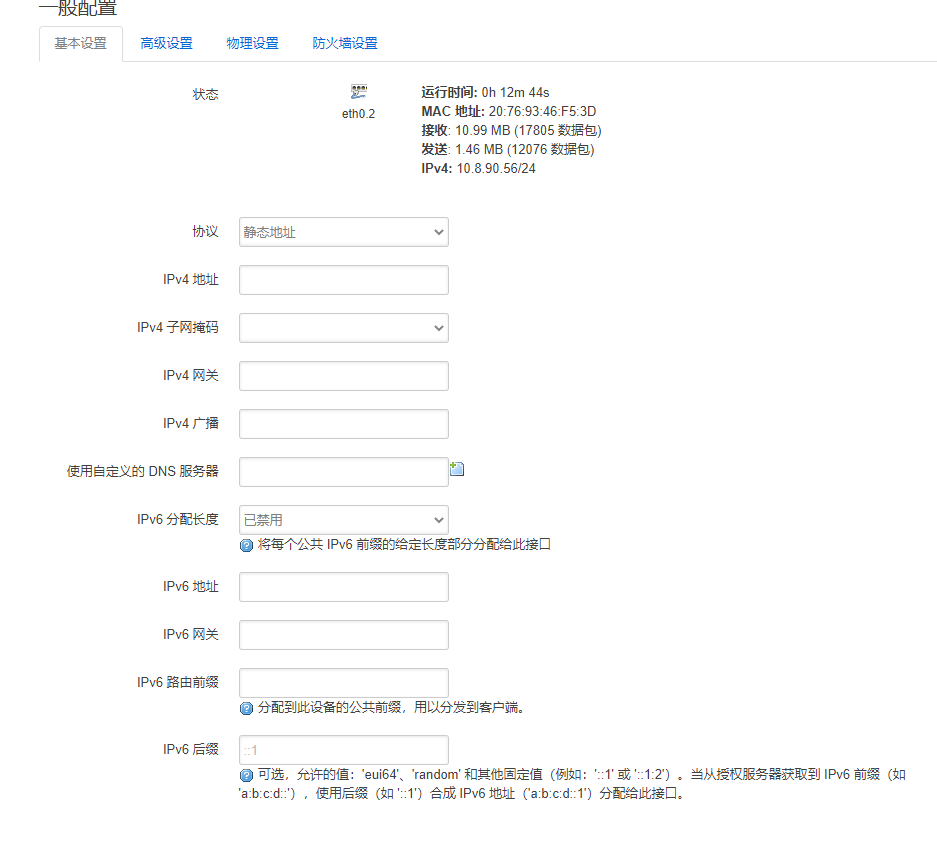 一般配置
基本设置 高级设置 物理设置 防火墙设置
状态
eth0.2
运行时间: 0h 12m 44s
MAC 地址: 20:76:93:46:F5:3D
接收: 10.99 MB (17805 数据包)
发送: 1.46 MB (12076 数据包)
IPv4: 10.8.90.56/24
协议 静态地址
IPv4 地址
IPv4 子网掩码
IPv4 网关
IPv4 广播
使用自定义的 DNS 服务器
IPv6 分配长度 已禁用
将每个公共 IPv6 前缀的给定长度部分分配给此接口
IPv6 地址
IPv6 网关
IPv6 路由前缀
分配到此设备的公共前缀，用以分发到客户端。
IPv6 后缀 ::1
可选，允许的值：'eui64'、'random' 和其他固定值（例如：'::1' 或 '::1:2'）。当从授权服务器获取到 IPv6 前缀（如
'a:b:c:d::'），使用后缀（如 '::1'）合成 IPv6 地址（'a:b:c:d::1'）分配给此接口。